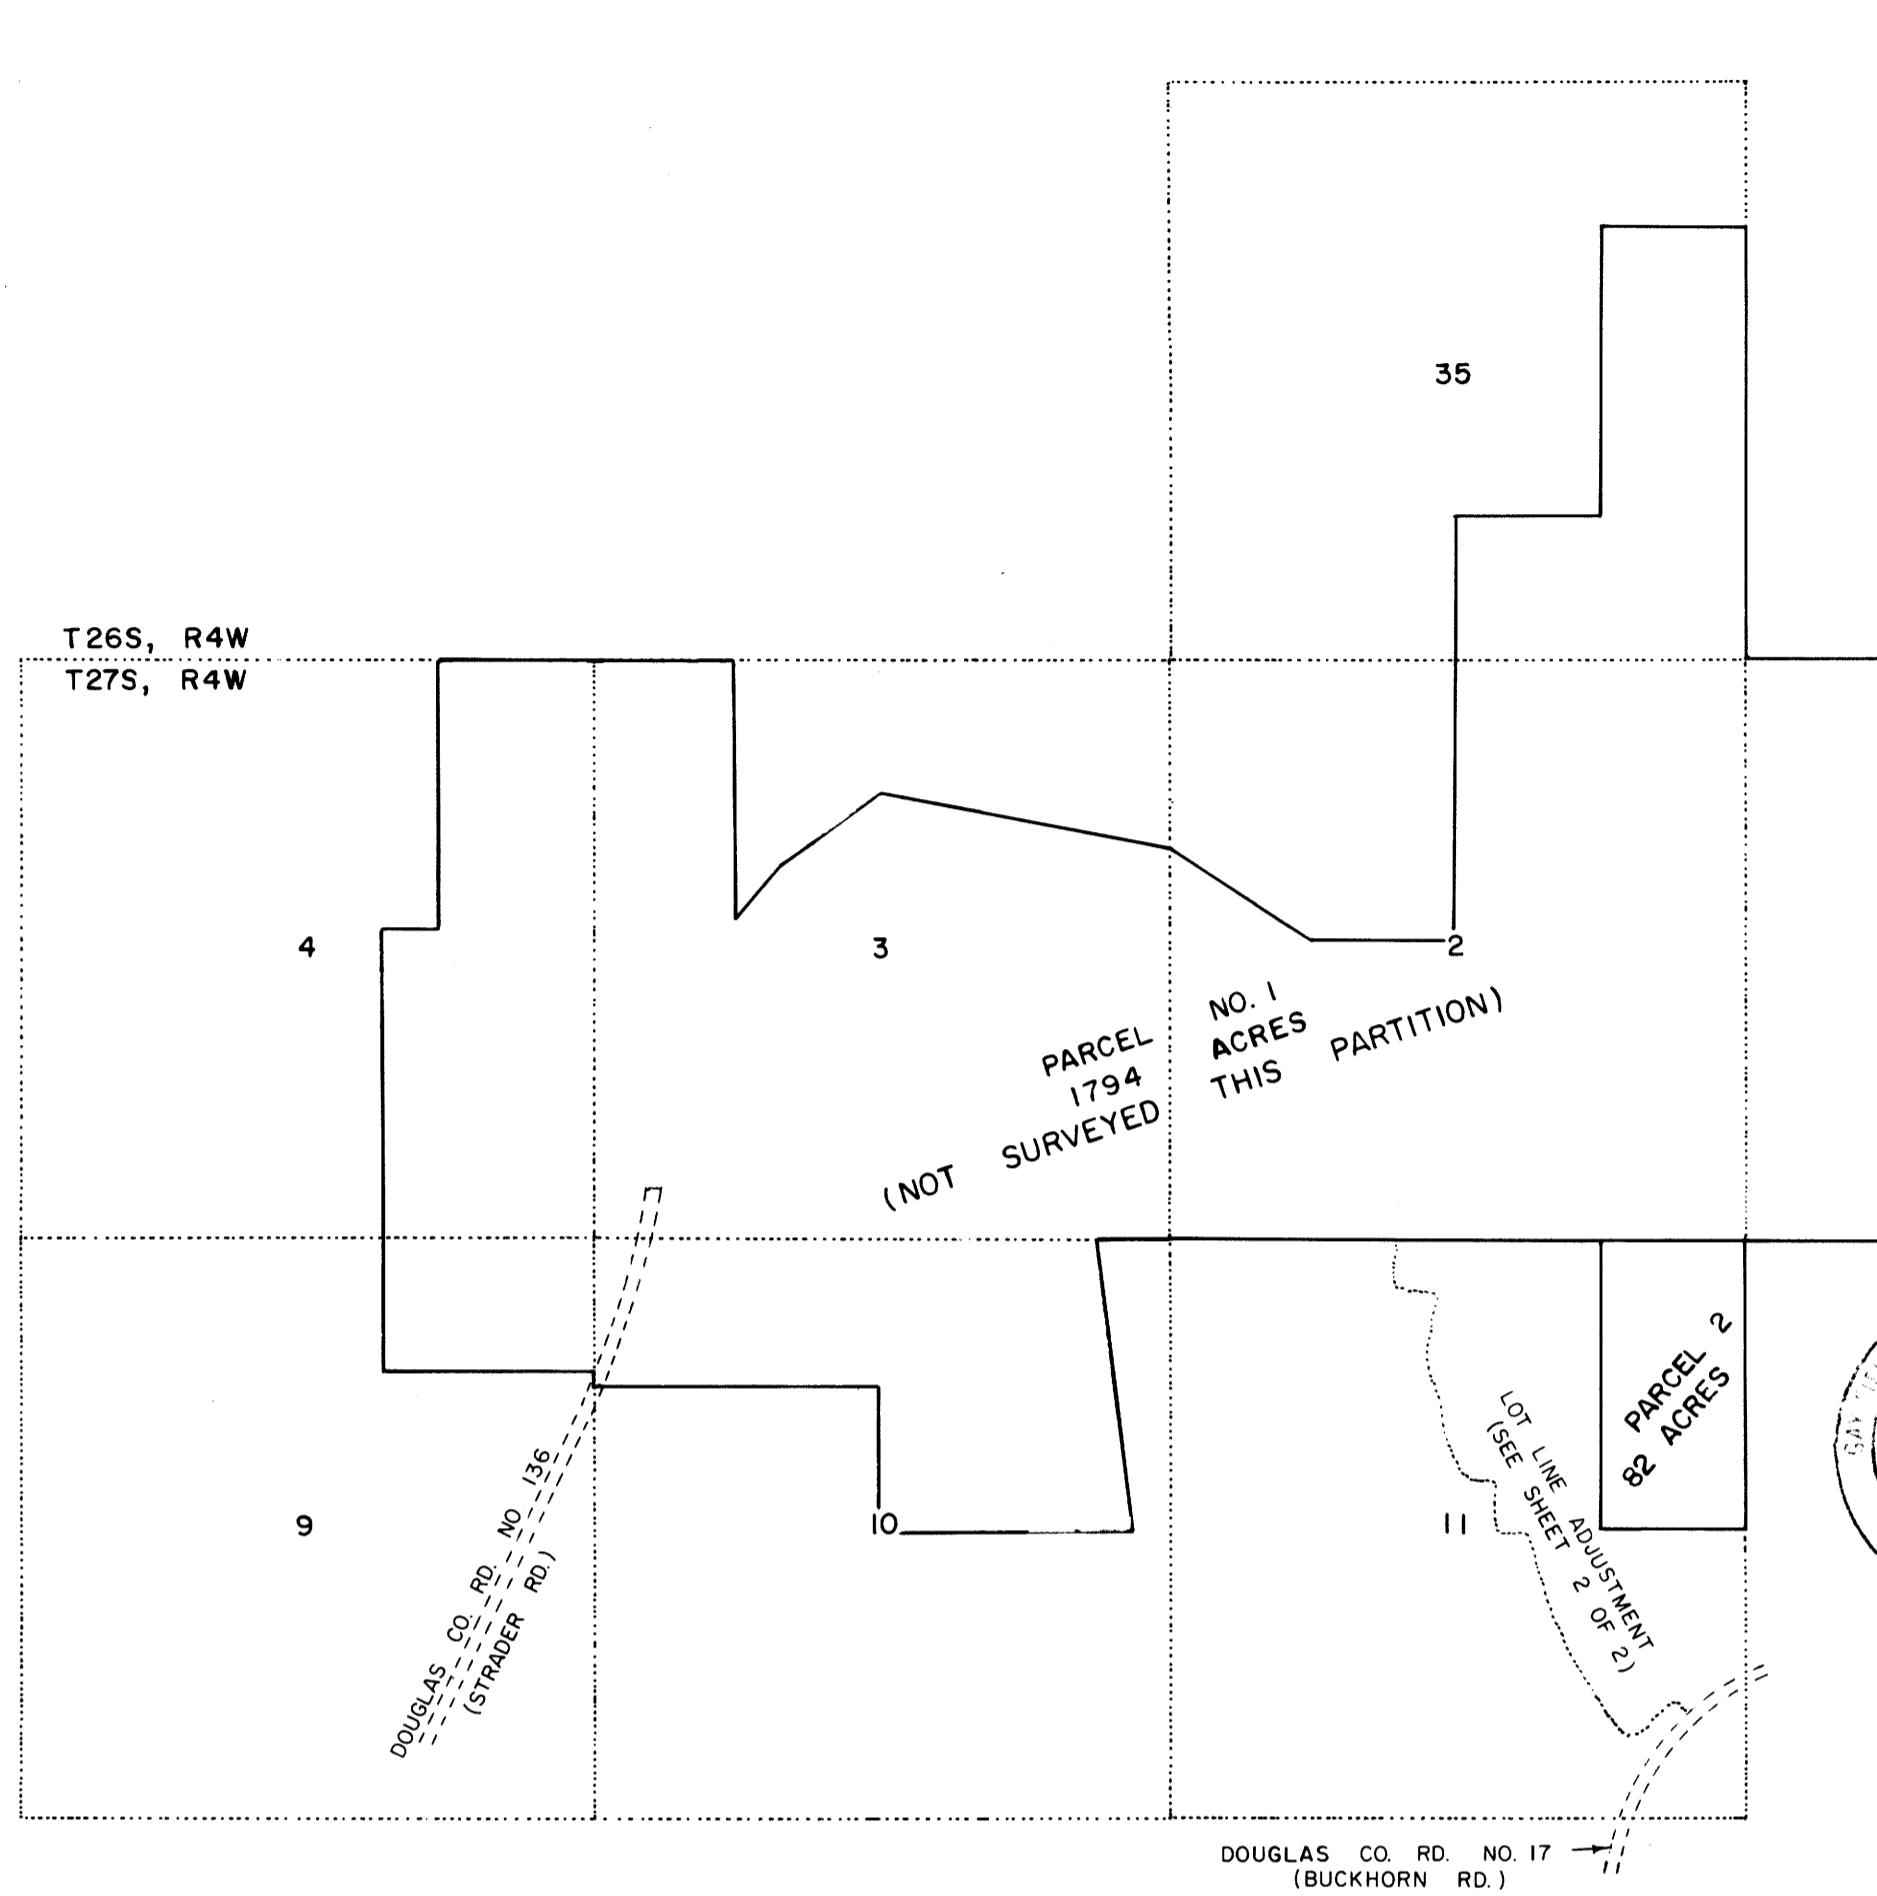 35
T26S, R4W
T27S, R4W
4
3
2
PARCEL NO. 1
1794 ACRES
(NOT SURVEYED THIS PARTITION)
PARCEL 2
82 ACRES
LOT LINE ADJUSTMENT
(SEE SHEET 2 OF 2)
9
10
11
DOUGLAS CO. RD. NO 136
(STRADER RD.)
DOUGLAS CO. RD. NO. 17
(BUCKHORN RD.)